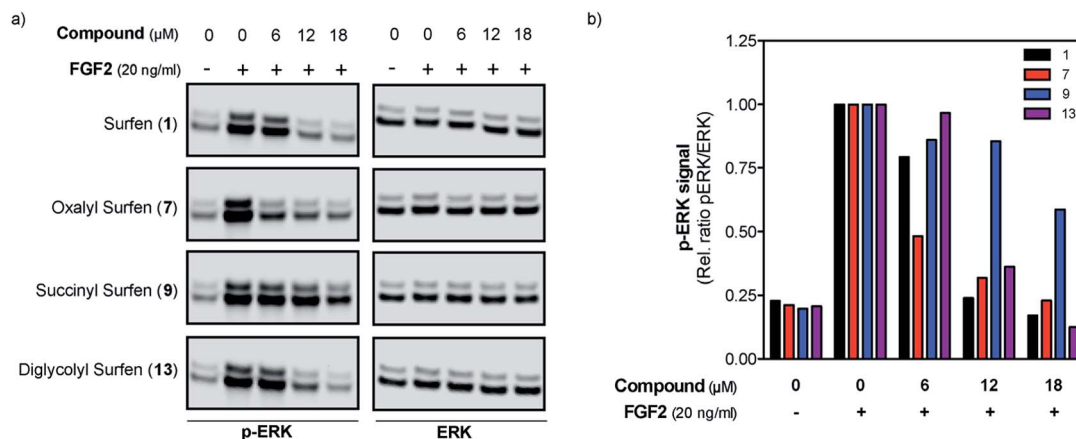 a)
Compound (µM) 0 0 6 12 18 0 0 6 12 18
FGF2 (20 ng/ml) - + + + + - + + + +
Surfen (1)
Oxalyl Surfen (7)
Succinyl Surfen (9)
Diglycolyl Surfen (13)
p-ERK ERK
b)
p-ERK signal
(Rel. ratio pERK/ERK)
1.25
1.00
0.75
0.50
0.25
0.00
1
7
9
13
Compound (µM) 0 0 6 12 18
FGF2 (20 ng/ml) - + + + +